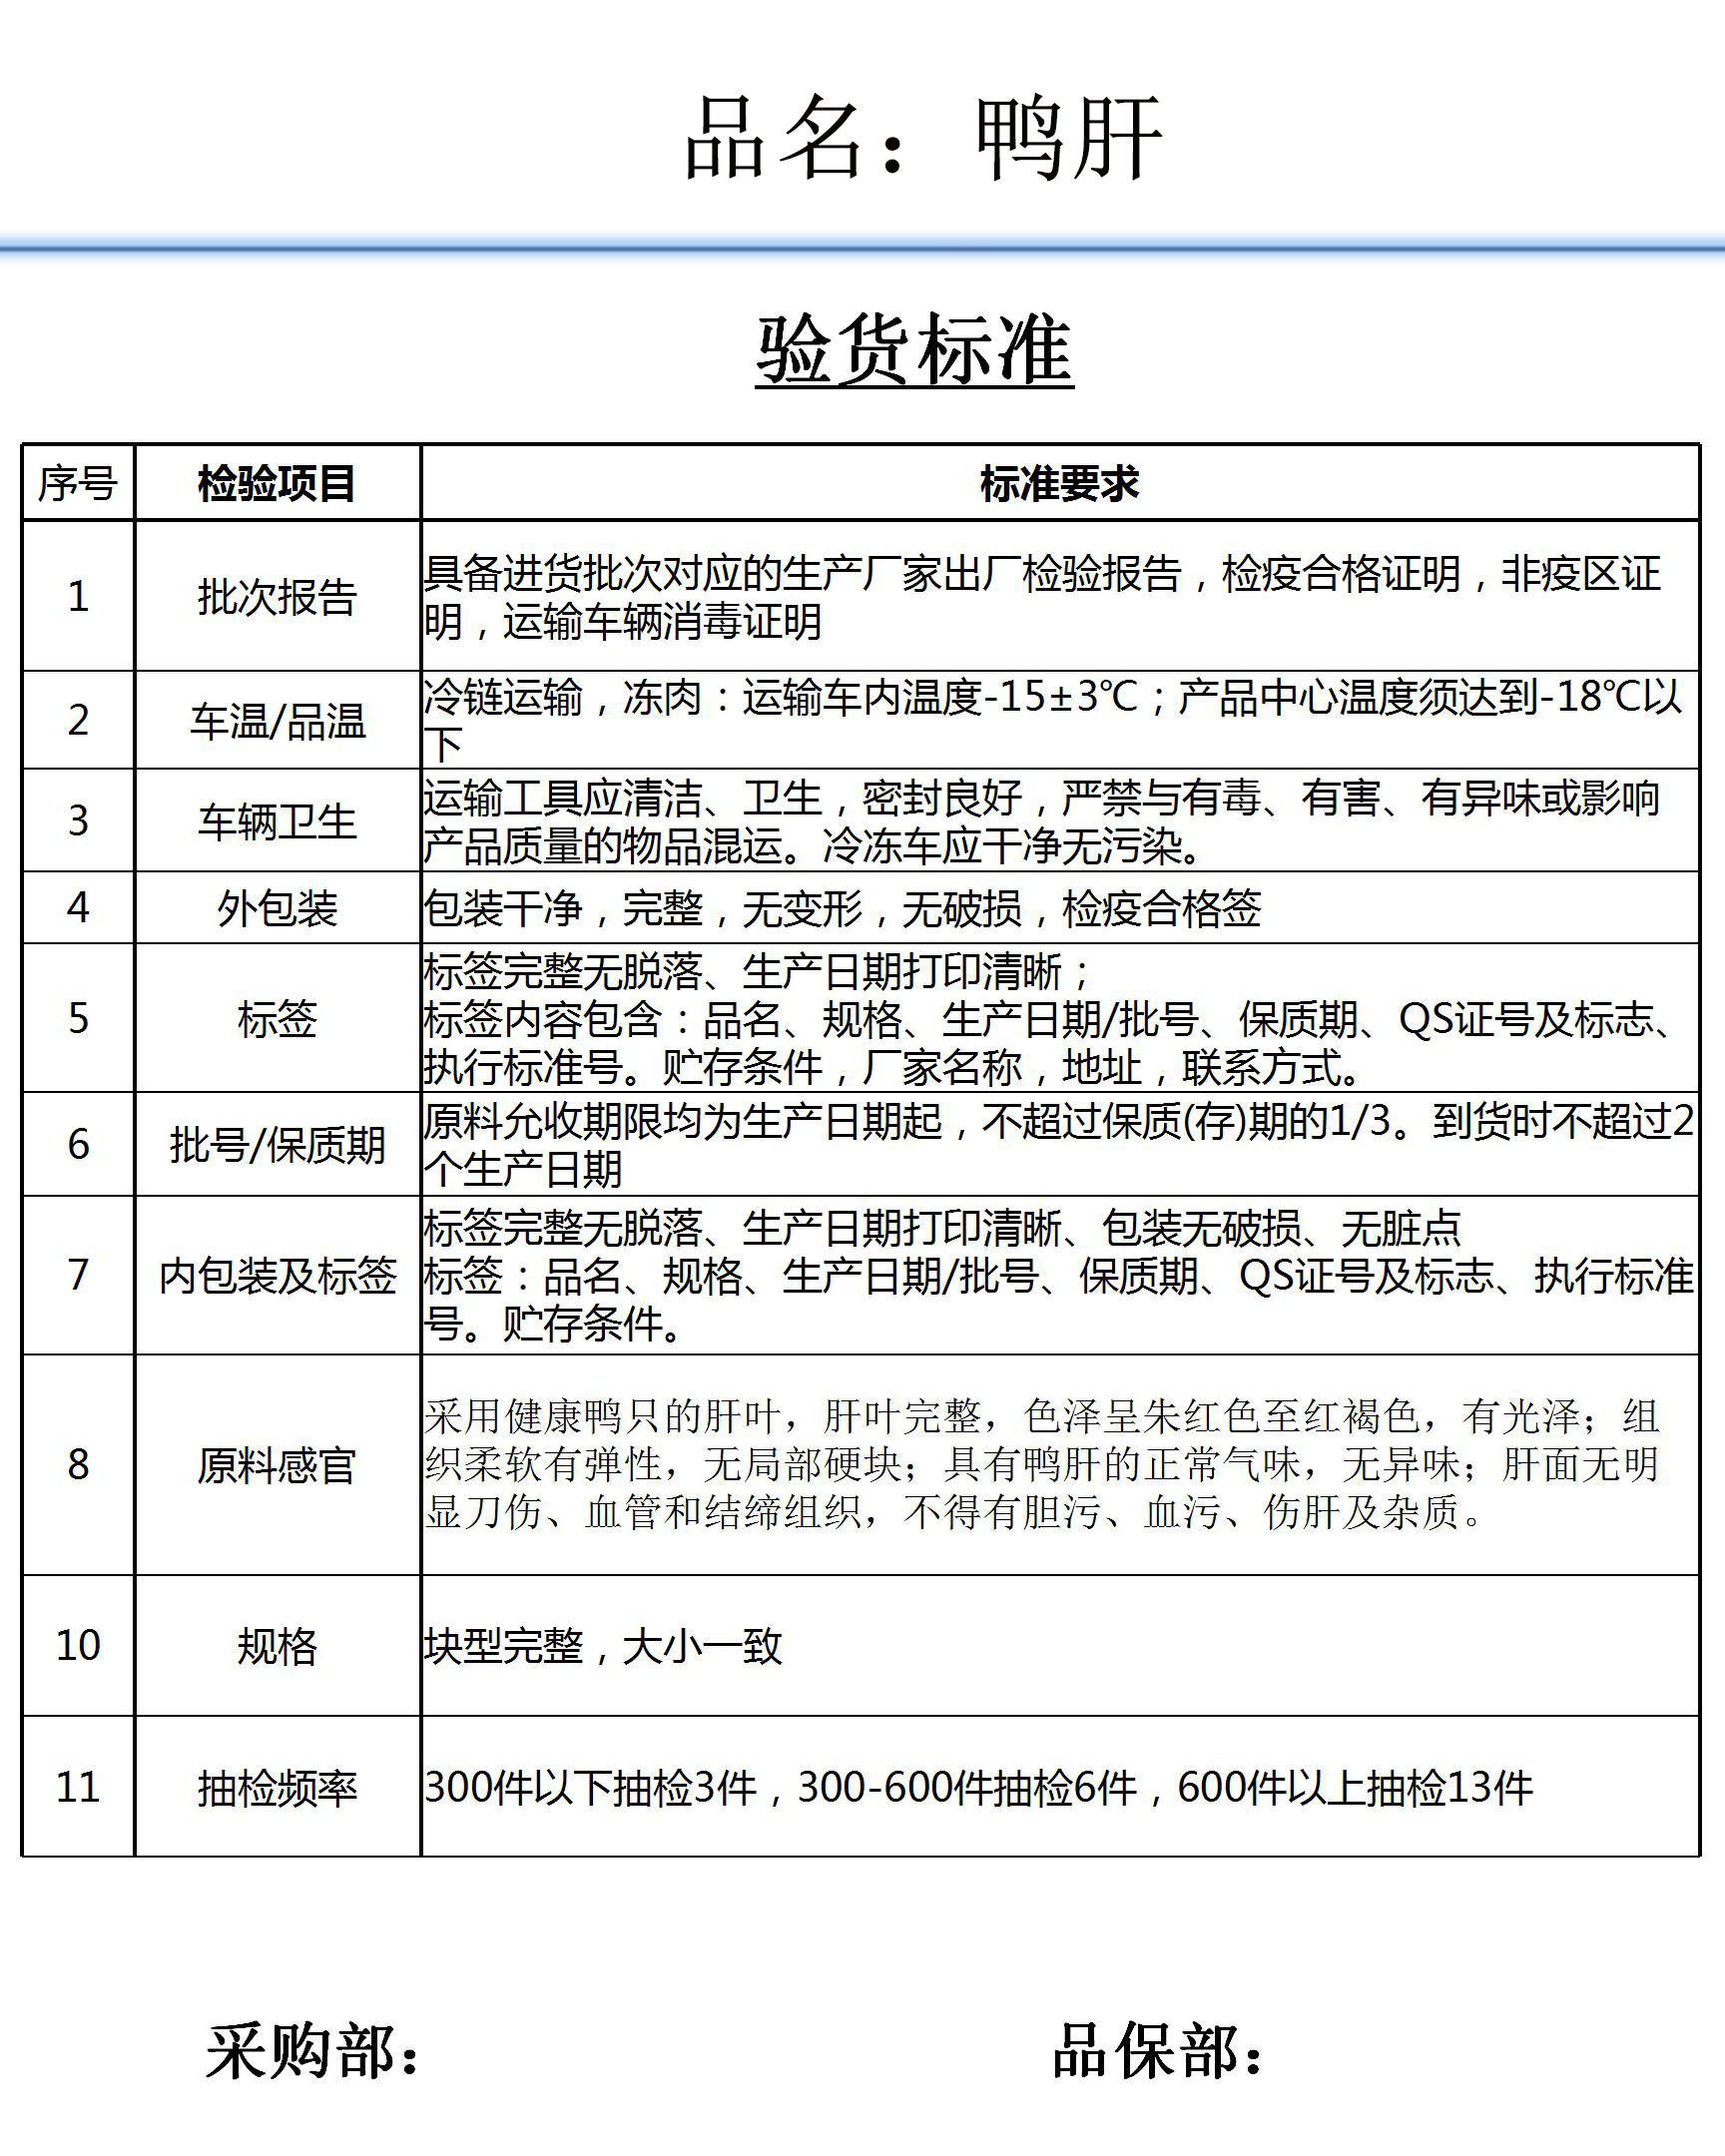 品名：鸭肝
验货标准
序号 检验项目 标准要求
1 批次报告 具备进货批次对应的生产厂家出厂检验报告，检疫合格证明，非疫区证
明，运输车辆消毒证明
2 车温/品温 冷链运输，冻肉：运输车内温度-15±3℃；产品中心温度须达到-18℃以
下
3 车辆卫生 运输工具应清洁、卫生，密封良好，严禁与有毒、有害、有异味或影响
产品质量的物品混运。冷冻车应干净无污染。
4 外包装 包装干净，完整，无变形，无破损，检疫合格签
5 标签 标签完整无脱落、生产日期打印清晰；
标签内容包含：品名、规格、生产日期/批号、保质期、QS证号及标志、
执行标准号。贮存条件，厂家名称，地址，联系方式。
6 批号/保质期 原料允收期限均为生产日期起，不超过保质(存)期的1/3。到货时不超过2
个生产日期
7 内包装及标签 标签完整无脱落、生产日期打印清晰、包装无破损、无脏点
标签：品名、规格、生产日期/批号、保质期、QS证号及标志、执行标准
号。贮存条件。
8 原料感官 采用健康鸭只的肝叶，肝叶完整，色泽呈朱红色至红褐色，有光泽；组
织柔软有弹性，无局部硬块；具有鸭肝的正常气味，无异味；肝面无明
显刀伤、血管和结缔组织，不得有胆污、血污、伤肝及杂质。
10 规格 块型完整，大小一致
11 抽检频率 300件以下抽检3件，300-600件抽检6件，600件以上抽检13件
采购部： 品保部：